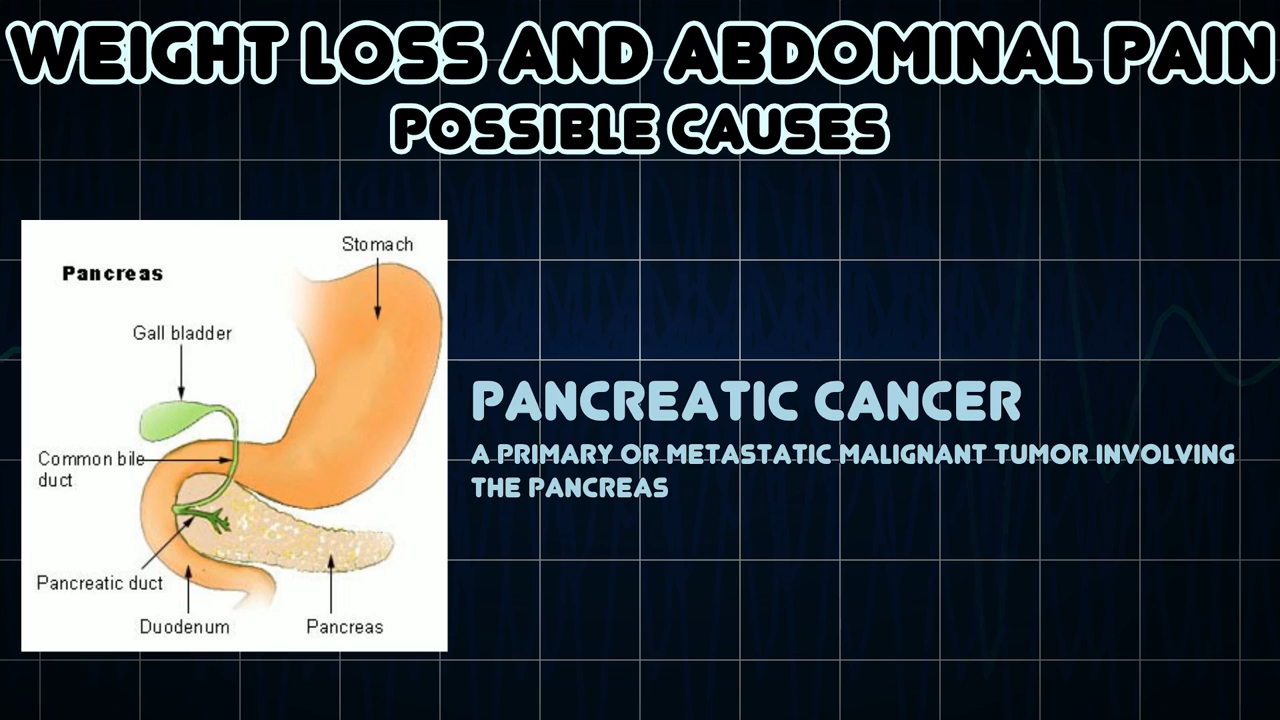 WEIGHT LOSS AND ABDOMINAL PAIN
POSSIBLE CAUSES
Stomach
Pancreas
Gall bladder
Common bile
duct
Pancreatic duct
Duodenum
Pancreas
PANCREATIC CANCER
A PRIMARY OR METASTATIC MALIGNANT TUMOR INVOLVING
THE PANCREAS